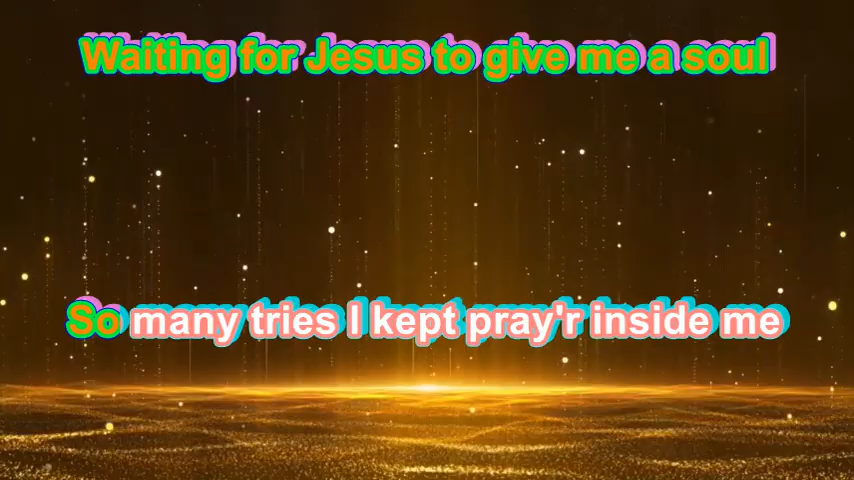 Waiting for Jesus to give me a soul
So many tries I kept pray'r inside me